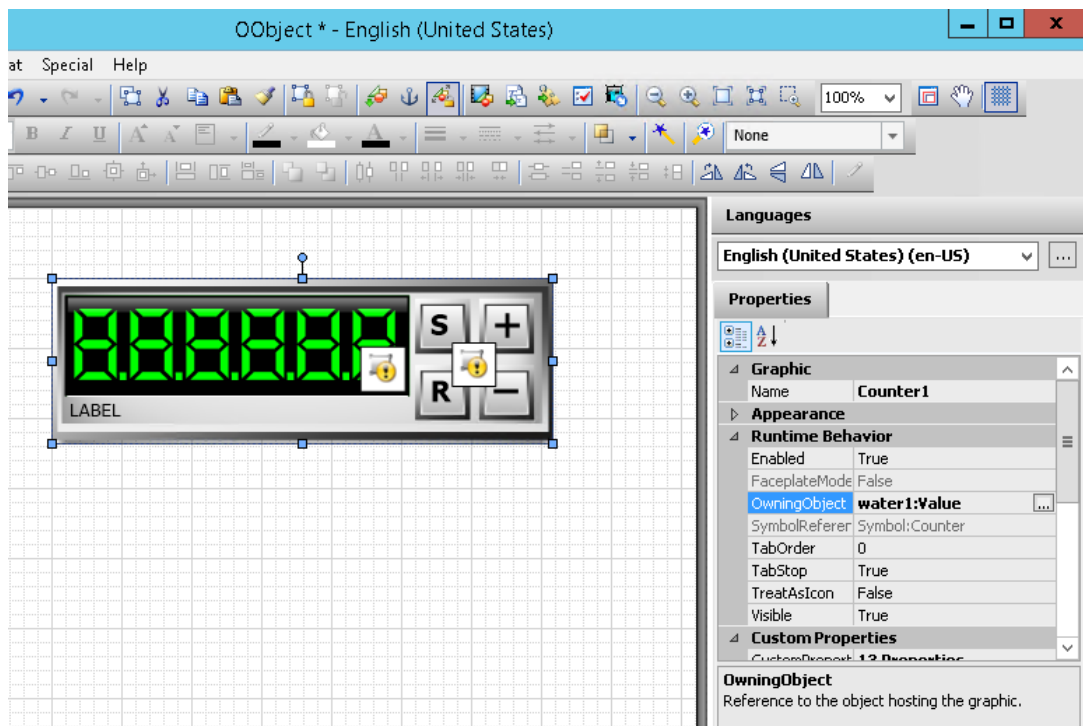 OObject * - English (United States)
at Special Help
100%
B I U A A A None
Languages
English (United States) (en-US)
Properties
Graphic
Name Counter1
Appearance
Runtime Behavior
Enabled True
FaceplateMode False
OwningObject water1:Value ...
SymbolReferer Symbol:Counter
TabOrder 0
TabStop True
TreatAsIcon False
Visible True
Custom Properties
CustomPropert 13 Properties
OwningObject
Reference to the object hosting the graphic.
S +
R −
LABEL